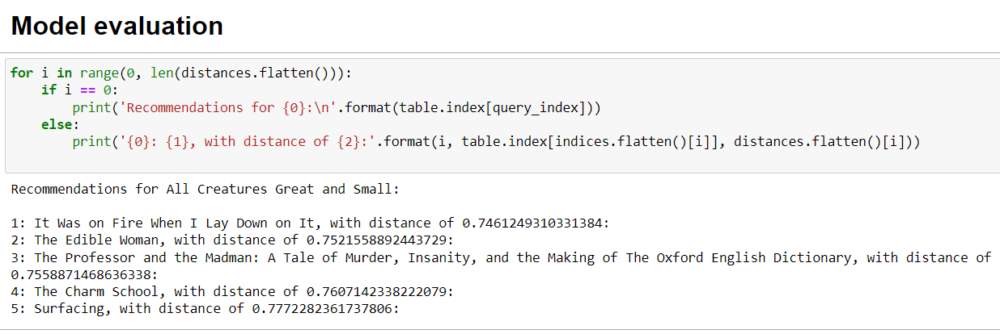 Model evaluation
for i in range(0, len(distances.flatten())):
    if i == 0:
        print('Recommendations for {0}:\n'.format(table.index[query_index]))
    else:
        print('{0}: {1}, with distance of {2}:'.format(i, table.index[indices.flatten()[i]], distances.flatten()[i]))
Recommendations for All Creatures Great and Small:
1: It Was on Fire When I Lay Down on It, with distance of 0.7461249310331384:
2: The Edible Woman, with distance of 0.7521558892443729:
3: The Professor and the Madman: A Tale of Murder, Insanity, and the Making of The Oxford English Dictionary, with distance of
0.7558871468636338:
4: The Charm School, with distance of 0.7607142338222079:
5: Surfacing, with distance of 0.7772282361737806: